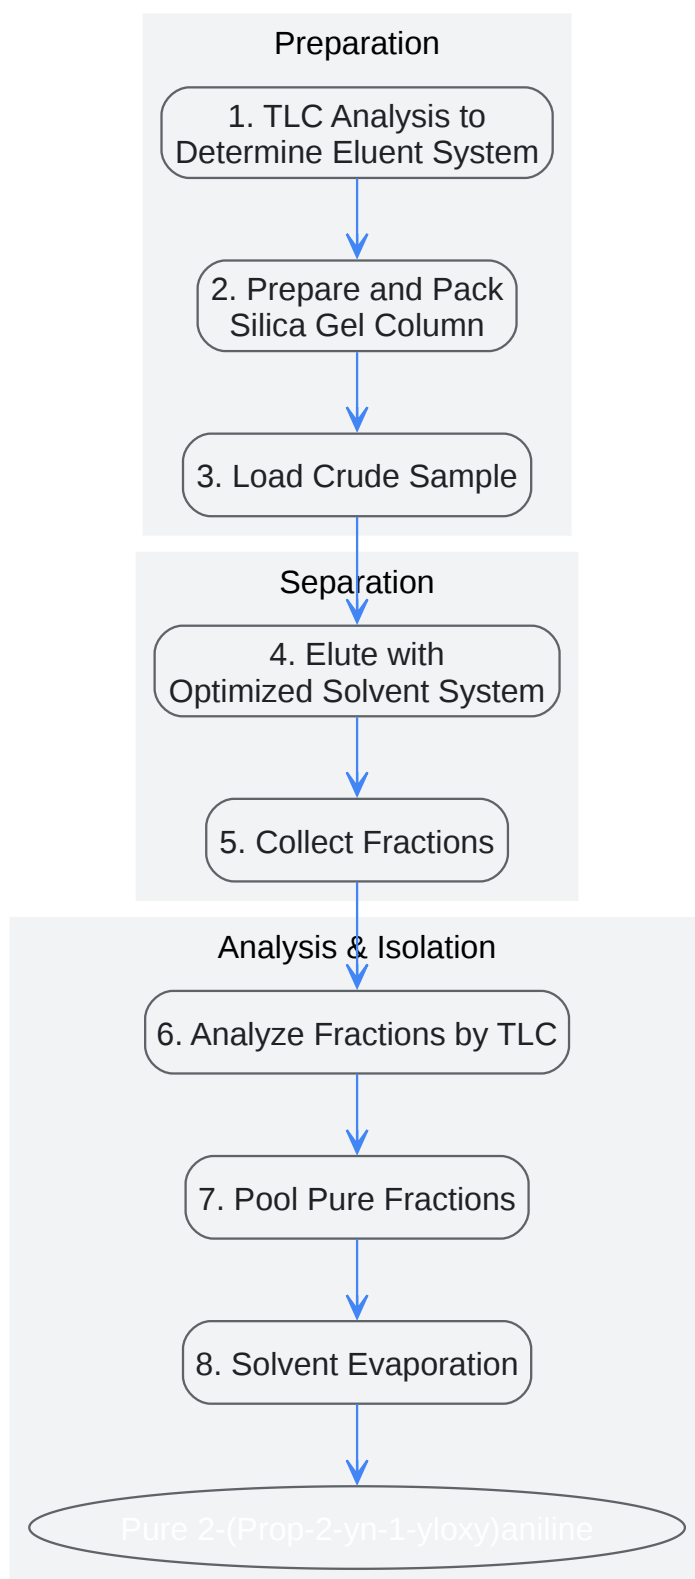 Preparation
1. TLC Analysis to
Determine Eluent System
2. Prepare and Pack
Silica Gel Column
3. Load Crude Sample
Separation
4. Elute with
Optimized Solvent System
5. Collect Fractions
Analysis & Isolation
6. Analyze Fractions by TLC
7. Pool Pure Fractions
8. Solvent Evaporation
Pure 2-(Prop-2-yn-1-yloxy)aniline